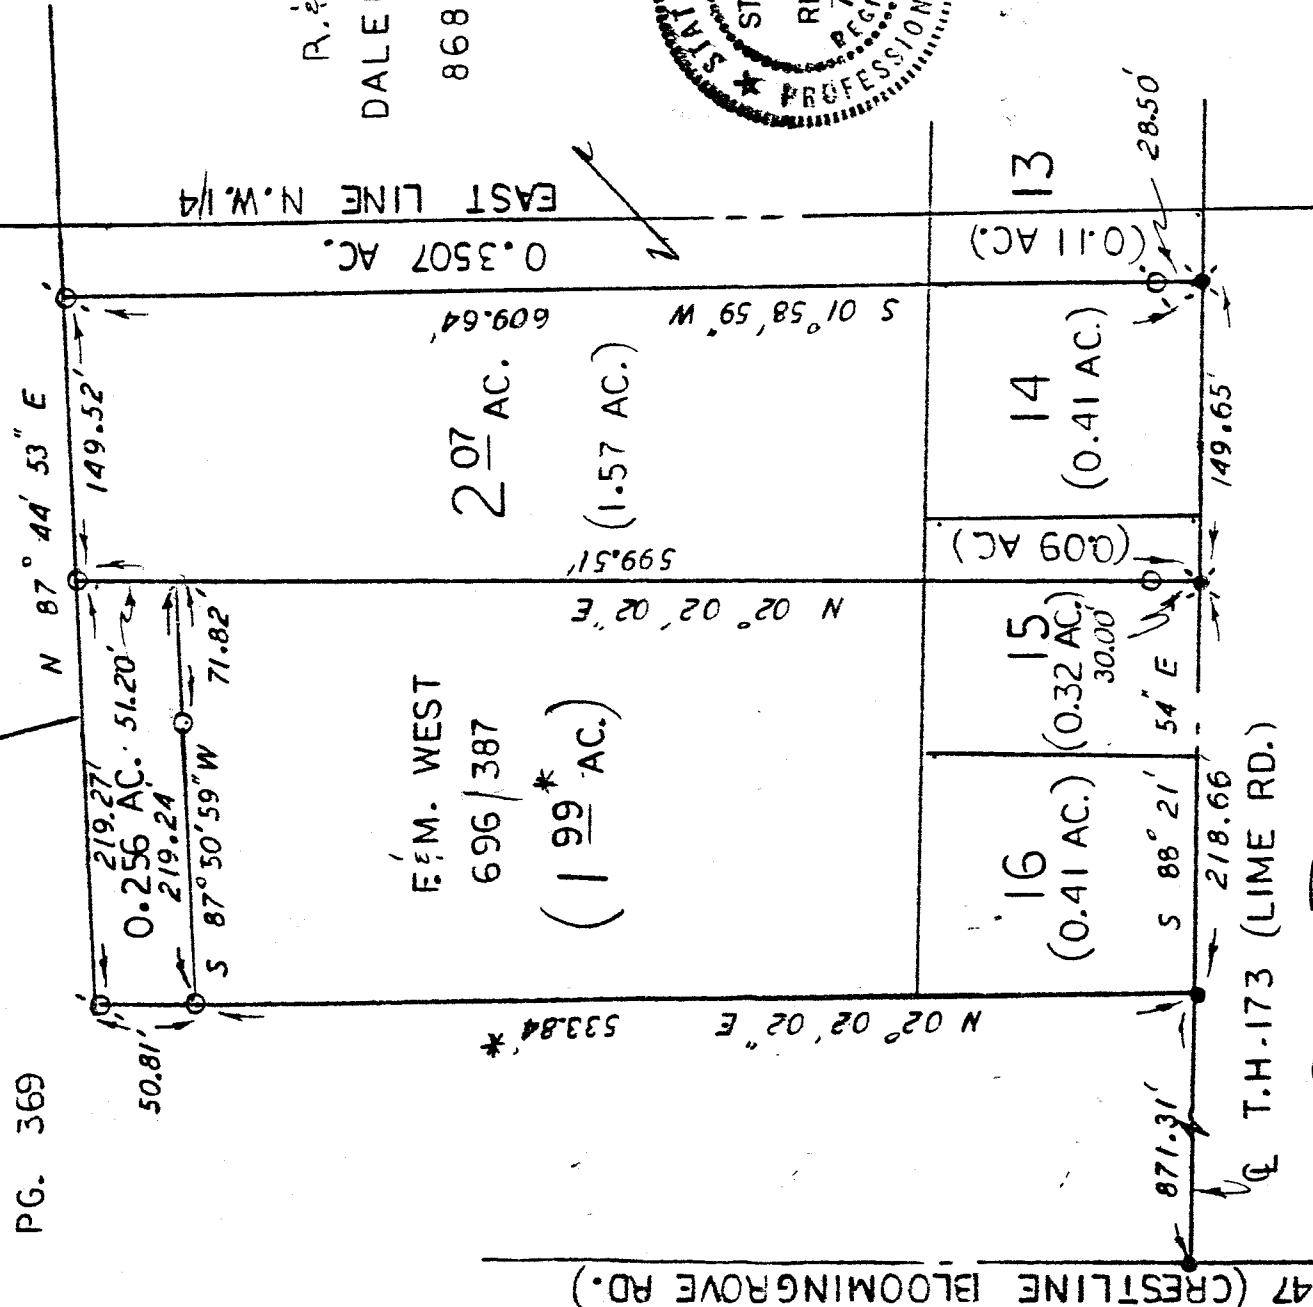 PG. 369
R.&
DALE
868
STAT
PROFESSION
REGI
ST
RE
N 87° 44' 53" E
149.52'
219.27'
0.256 AC.
51.20'
219.24'
S 87° 50' 59" W
71.82'
50.81'
EAST LINE N.W. 1/4
0.3507 AC.
609.64'
S 01° 58' 59" W
2 07 AC.
(1.57 AC.)
599.51'
N 02° 02' 02" E
F.&M. WEST
696/387
(1 99* AC.)
533.84'*
N 02° 02' 02" E
13
(0.11 AC.)
28.50'
14
(0.41 AC.)
149.65'
(0.09 AC.)
15
(0.32 AC.)
30.00'
16
(0.41 AC.)
S 88° 21' 54" E
218.66'
871.31'
℄ T.H.-173 (LIME RD.)
47 (CRESTLINE BLOOMINGROVE RD.)